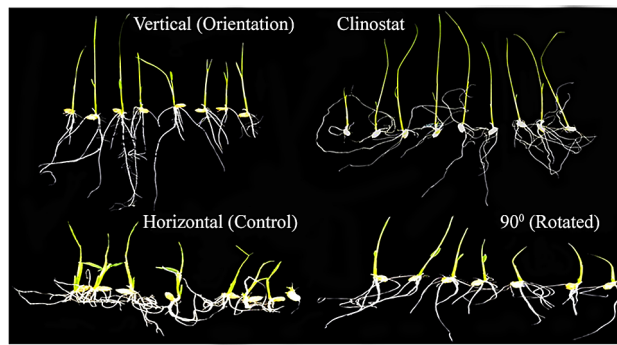 Vertical (Orientation)
Clinostat
Horizontal (Control)
90⁰ (Rotated)